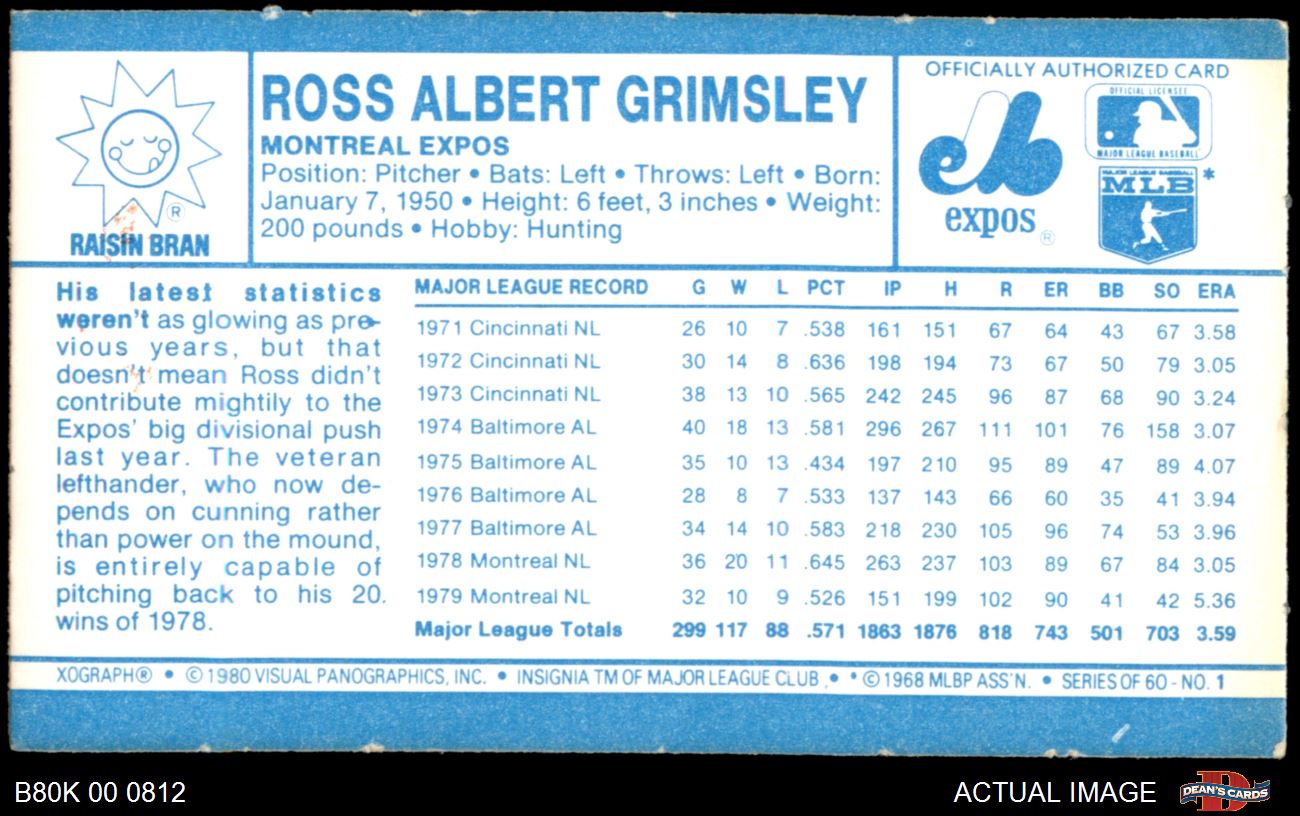 RAISIN BRAN
®
ROSS ALBERT GRIMSLEY
MONTREAL EXPOS
Position: Pitcher • Bats: Left • Throws: Left • Born:
January 7, 1950 • Height: 6 feet, 3 inches • Weight:
200 pounds • Hobby: Hunting
OFFICIALLY AUTHORIZED CARD
expos ®
OFFICIAL LICENSEE
MAJOR LEAGUE BASEBALL
MAJOR LEAGUE BASEBALL
MLB *
His latest statistics
weren't as glowing as pre-
vious years, but that
doesn't mean Ross didn't
contribute mightily to the
Expos' big divisional push
last year. The veteran
lefthander, who now de-
pends on cunning rather
than power on the mound,
is entirely capable of
pitching back to his 20.
wins of 1978.
MAJOR LEAGUE RECORD G W L PCT IP H R ER BB SO ERA
1971 Cincinnati NL 26 10 7 .538 161 151 67 64 43 67 3.58
1972 Cincinnati NL 30 14 8 .636 198 194 73 67 50 79 3.05
1973 Cincinnati NL 38 13 10 .565 242 245 96 87 68 90 3.24
1974 Baltimore AL 40 18 13 .581 296 267 111 101 76 158 3.07
1975 Baltimore AL 35 10 13 .434 197 210 95 89 47 89 4.07
1976 Baltimore AL 28 8 7 .533 137 143 66 60 35 41 3.94
1977 Baltimore AL 34 14 10 .583 218 230 105 96 74 53 3.96
1978 Montreal NL 36 20 11 .645 263 237 103 89 67 84 3.05
1979 Montreal NL 32 10 9 .526 151 199 102 90 41 42 5.36
Major League Totals 299 117 88 .571 1863 1876 818 743 501 703 3.59
XOGRAPH® • ©1980 VISUAL PANOGRAPHICS, INC. • INSIGNIA TM OF MAJOR LEAGUE CLUB . • * ©1968 MLBP ASS'N. • SERIES OF 60 - NO. 1
B80K 00 0812
ACTUAL IMAGE
DEAN'S CARDS